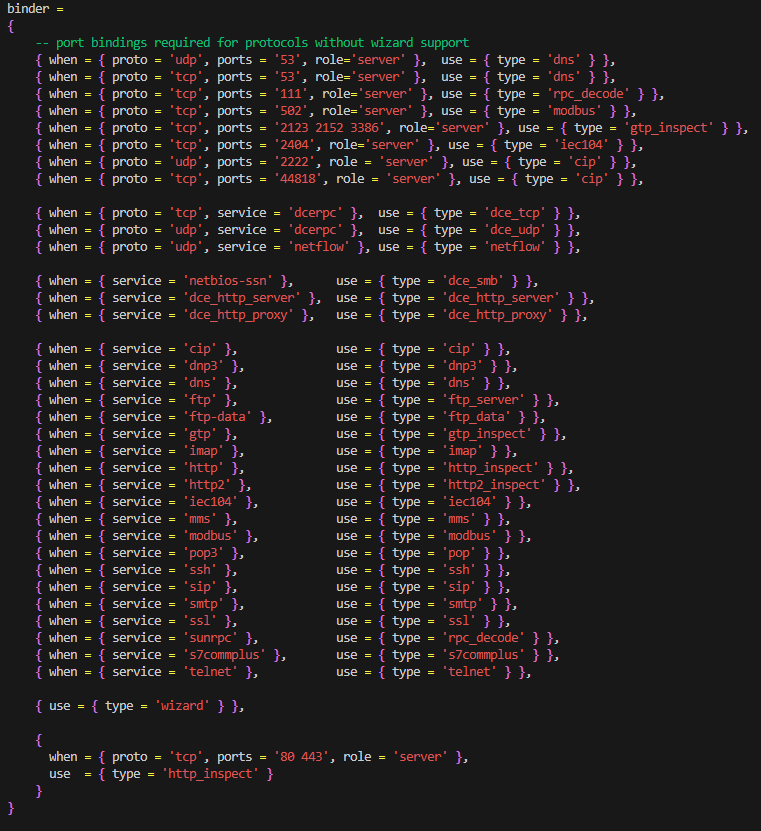 binder =
{
    -- port bindings required for protocols without wizard support
    { when = { proto = 'udp', ports = '53', role='server' },  use = { type = 'dns' } },
    { when = { proto = 'tcp', ports = '53', role='server' },  use = { type = 'dns' } },
    { when = { proto = 'tcp', ports = '111', role='server' }, use = { type = 'rpc_decode' } },
    { when = { proto = 'tcp', ports = '502', role='server' }, use = { type = 'modbus' } },
    { when = { proto = 'tcp', ports = '2123 2152 3386', role='server' }, use = { type = 'gtp_inspect' } },
    { when = { proto = 'tcp', ports = '2404', role='server' }, use = { type = 'iec104' } },
    { when = { proto = 'udp', ports = '2222', role = 'server' }, use = { type = 'cip' } },
    { when = { proto = 'tcp', ports = '44818', role = 'server' }, use = { type = 'cip' } },

    { when = { proto = 'tcp', service = 'dcerpc' },  use = { type = 'dce_tcp' } },
    { when = { proto = 'udp', service = 'dcerpc' },  use = { type = 'dce_udp' } },
    { when = { proto = 'udp', service = 'netflow' }, use = { type = 'netflow' } },

    { when = { service = 'netbios-ssn' },      use = { type = 'dce_smb' } },
    { when = { service = 'dce_http_server' },  use = { type = 'dce_http_server' } },
    { when = { service = 'dce_http_proxy' },   use = { type = 'dce_http_proxy' } },

    { when = { service = 'cip' },              use = { type = 'cip' } },
    { when = { service = 'dnp3' },             use = { type = 'dnp3' } },
    { when = { service = 'dns' },              use = { type = 'dns' } },
    { when = { service = 'ftp' },              use = { type = 'ftp_server' } },
    { when = { service = 'ftp-data' },         use = { type = 'ftp_data' } },
    { when = { service = 'gtp' },              use = { type = 'gtp_inspect' } },
    { when = { service = 'imap' },             use = { type = 'imap' } },
    { when = { service = 'http' },             use = { type = 'http_inspect' } },
    { when = { service = 'http2' },            use = { type = 'http2_inspect' } },
    { when = { service = 'iec104' },           use = { type = 'iec104' } },
    { when = { service = 'mms' },              use = { type = 'mms' } },
    { when = { service = 'modbus' },           use = { type = 'modbus' } },
    { when = { service = 'pop3' },             use = { type = 'pop' } },
    { when = { service = 'ssh' },              use = { type = 'ssh' } },
    { when = { service = 'sip' },              use = { type = 'sip' } },
    { when = { service = 'smtp' },             use = { type = 'smtp' } },
    { when = { service = 'ssl' },              use = { type = 'ssl' } },
    { when = { service = 'sunrpc' },           use = { type = 'rpc_decode' } },
    { when = { service = 's7commplus' },       use = { type = 's7commplus' } },
    { when = { service = 'telnet' },           use = { type = 'telnet' } },

    { use = { type = 'wizard' } },

    {
      when = { proto = 'tcp', ports = '80 443', role = 'server' },
      use  = { type = 'http_inspect' }
    }
}